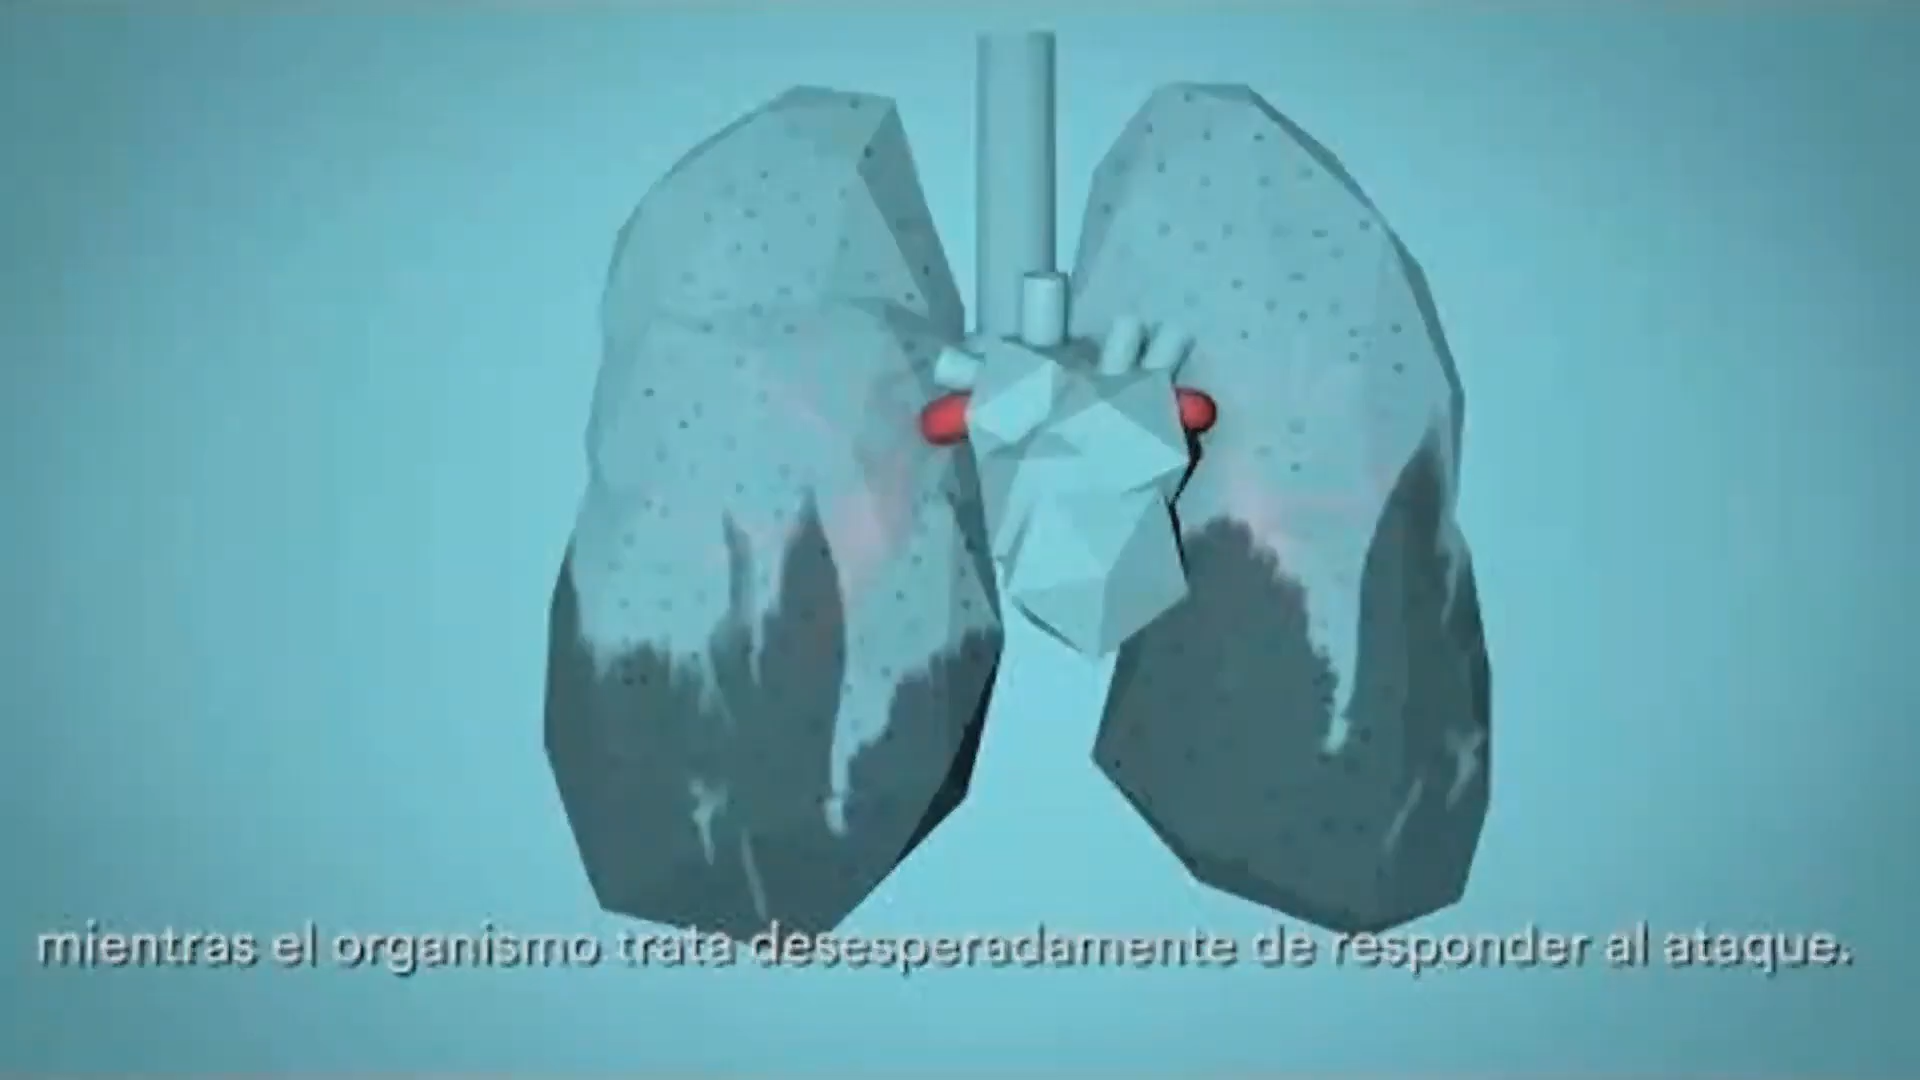 mientras el organismo trata desesperadamente de responder al ataque.